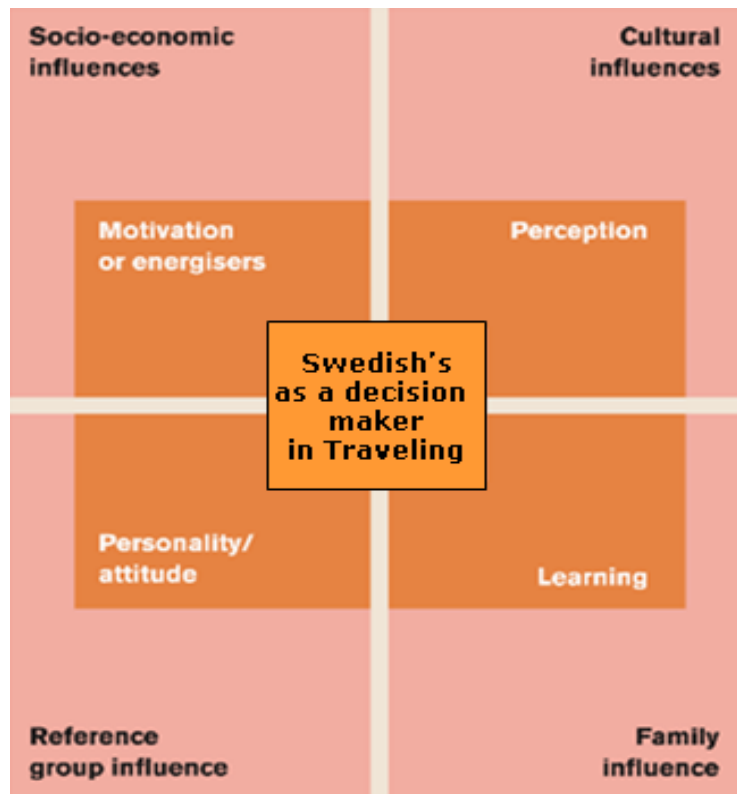 Socio-economic
influences
Cultural
influences
Motivation
or energisers
Perception
Swedish's
as a decision
maker
in Traveling
Personality/
attitude
Learning
Reference
group influence
Family
influence